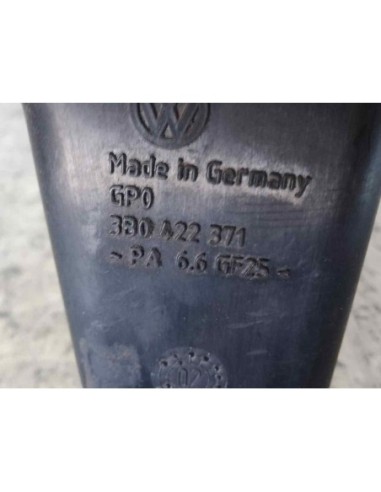 Made in Germany
GPO
3B0 422 371
> PA 6.6 GF25 <